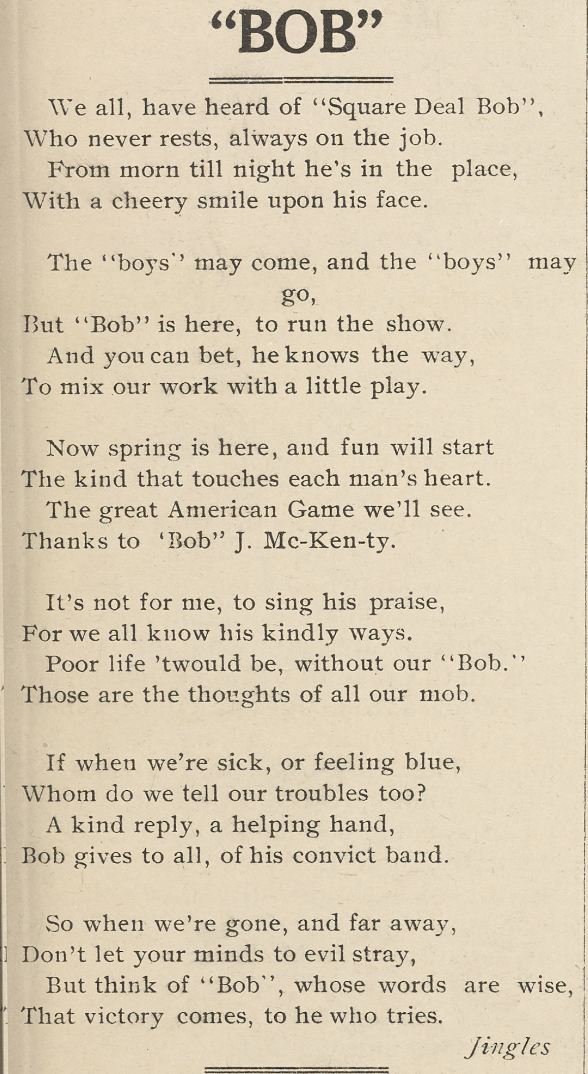 “BOB”
We all, have heard of “Square Deal Bob”,
Who never rests, always on the job.
From morn till night he's in the place,
With a cheery smile upon his face.
The “boys” may come, and the “boys” may
go,
But “Bob” is here, to run the show.
And you can bet, he knows the way,
To mix our work with a little play.
Now spring is here, and fun will start
The kind that touches each man's heart.
The great American Game we'll see.
Thanks to ‘Bob” J. Mc-Ken-ty.
It's not for me, to sing his praise,
For we all know his kindly ways.
Poor life ’twould be, without our “Bob.”
Those are the thoughts of all our mob.
If when we're sick, or feeling blue,
Whom do we tell our troubles too?
A kind reply, a helping hand,
Bob gives to all, of his convict band.
So when we're gone, and far away,
Don't let your minds to evil stray,
But think of “Bob”, whose words are wise,
That victory comes, to he who tries.
Jingles